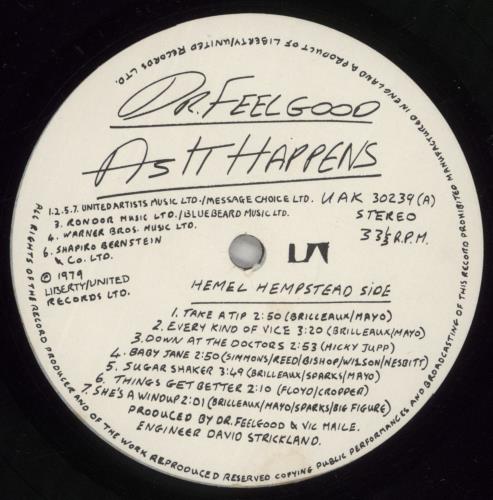 DR. FEELGOOD
AS IT HAPPENS
1.2.5.7. UNITED ARTISTS MUSIC LTD./MESSAGE CHOICE LTD.
3. RONDOR MUSIC LTD./BLUEBEARD MUSIC LTD.
4. WARNER BROS. MUSIC LTD.
6. SHAPIRO BERNSTEIN
& CO. LTD.
© 1979
LIBERTY/UNITED
RECORDS LTD.
UAK 30239 (A)
STEREO
33⅓ R.P.M.
UA
HEMEL HEMPSTEAD SIDE
1. TAKE A TIP 2:50 (BRILLEAUX/MAYO)
2. EVERY KIND OF VICE 3:20 (BRILLEAUX/MAYO)
3. DOWN AT THE DOCTORS 2:53 (MICKY JUPP)
4. BABY JANE 2:50 (SIMMONS/REED/BISHOP/WILSON/NESBITT)
5. SUGAR SHAKER 3:49 (BRILLEAUX/SPARKS/MAYO)
6. THINGS GET BETTER 2:10 (FLOYD/CROPPER)
7. SHE'S A WINDUP 2:01 (BRILLEAUX/MAYO/SPARKS/BIG FIGURE)
PRODUCED BY DR. FEELGOOD & VIC MAILE.
ENGINEER DAVID STRICKLAND.
ALL RIGHTS OF THE RECORD PRODUCER AND OF THE WORK REPRODUCED RESERVED COPYING PUBLIC PERFORMANCES AND BROADCASTING OF THIS RECORD PROHIBITED MANUFACTURED IN ENGLAND A PRODUCT OF LIBERTY/UNITED RECORDS LTD.